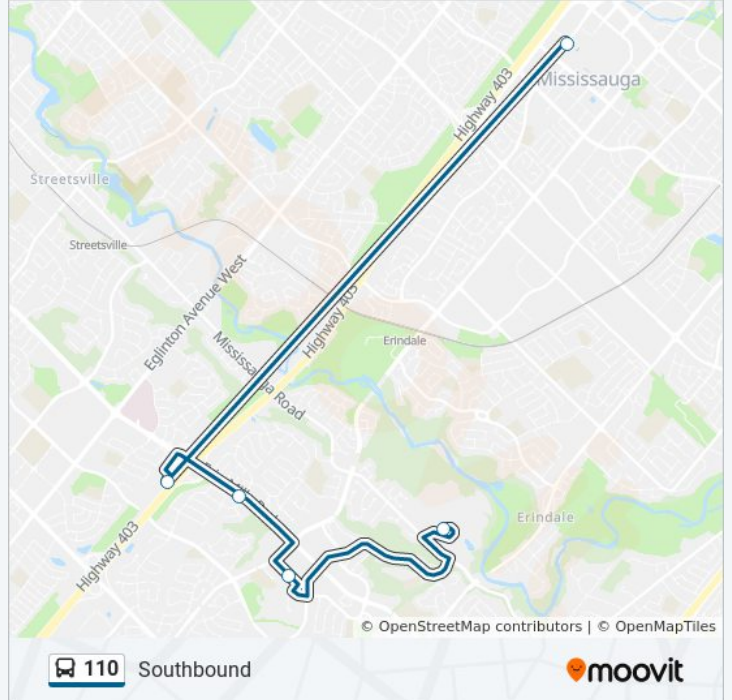 Highway 403
Mississauga
Streetsville
Streetsville
Eglinton Avenue West
Highway 403
Erindale
Mississauga Road
Erindale
Highway 403
© OpenStreetMap contributors | © OpenMapTiles
110 Southbound
moovit